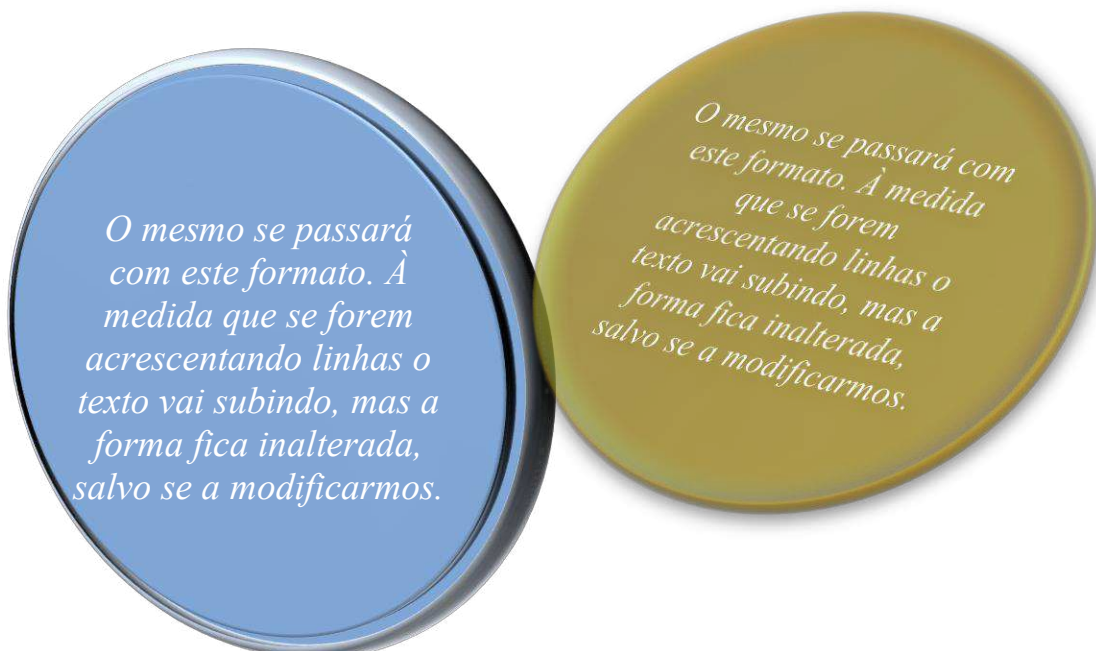 O mesmo se passará
com este formato. À
medida que se forem
acrescentando linhas o
texto vai subindo, mas a
forma fica inalterada,
salvo se a modificarmos.
O mesmo se passará com
este formato. À medida
que se forem
acrescentando linhas o
texto vai subindo, mas a
forma fica inalterada,
salvo se a modificarmos.